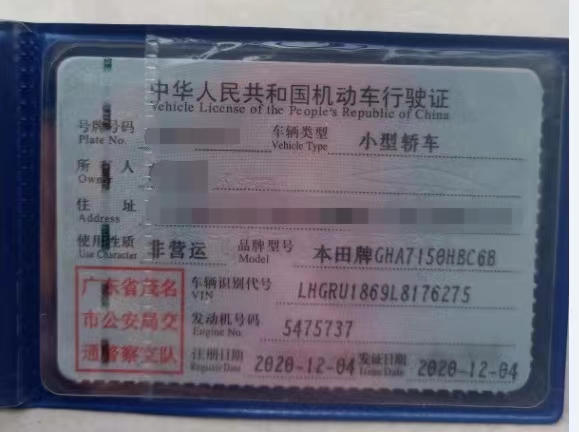 中华人民共和国机动车行驶证
Vehicle License of the People's Republic of China
号牌号码 车辆类型 小型轿车
Plate No. Vehicle Type
所有人
Owner
住址
Address
使用性质 非营运 品牌型号 本田牌GHA7150HBC6B
Use Character Model
广东省茂名 车辆识别代号 LHGRU1869L8176275
VIN
市公安局交 发动机号码 5475737
Engine No.
通警察支队 注册日期 2020-12-04 发证日期 2020-12-04
Register Date Issue Date